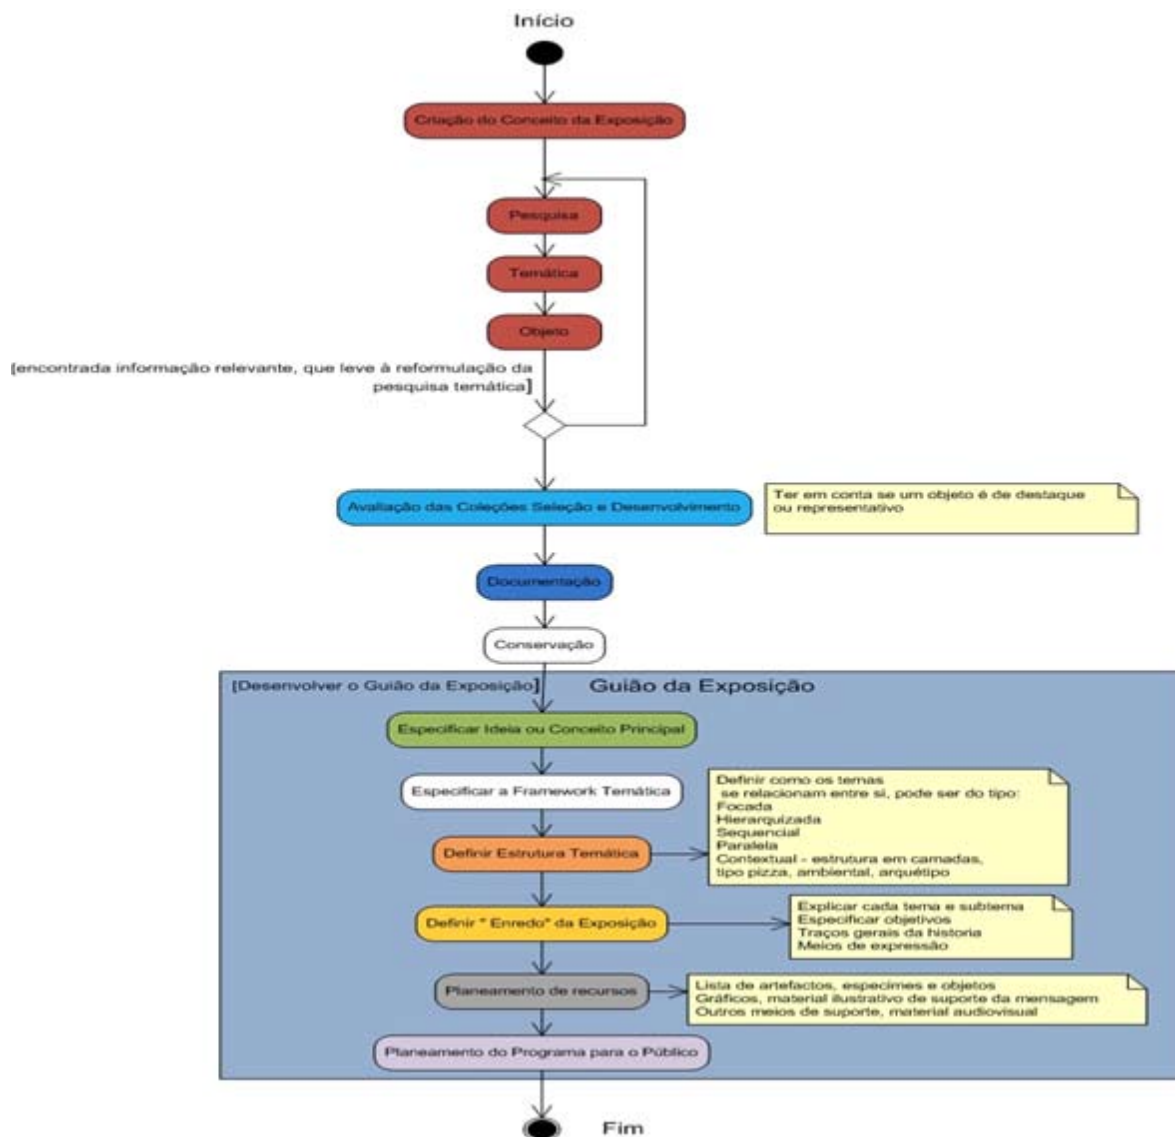 Início
Criação do Conceito da Exposição
Pesquisa
Temática
Objeto
[encontrada informação relevante, que leve à reformulação da
pesquisa temática]
Avaliação das Coleções Seleção e Desenvolvimento
Ter em conta se um objeto é de destaque
ou representativo
Documentação
Conservação
[Desenvolver o Guião da Exposição]
Guião da Exposição
Especificar Ideia ou Conceito Principal
Especificar a Framework Temática
Definir como os temas
se relacionam entre si, pode ser do tipo:
Focada
Hierarquizada
Sequencial
Paralela
Contextual - estrutura em camadas,
tipo pizza, ambiental, arquétipo
Definir Estrutura Temática
Definir " Enredo" da Exposição
Explicar cada tema e subtema
Especificar objetivos
Traços gerais da historia
Meios de expressão
Planeamento de recursos
Lista de artefactos, especimes e objetos
Gráficos, material ilustrativo de suporte da mensagem
Outros meios de suporte, material audiovisual
Planeamento do Programa para o Público
Fim